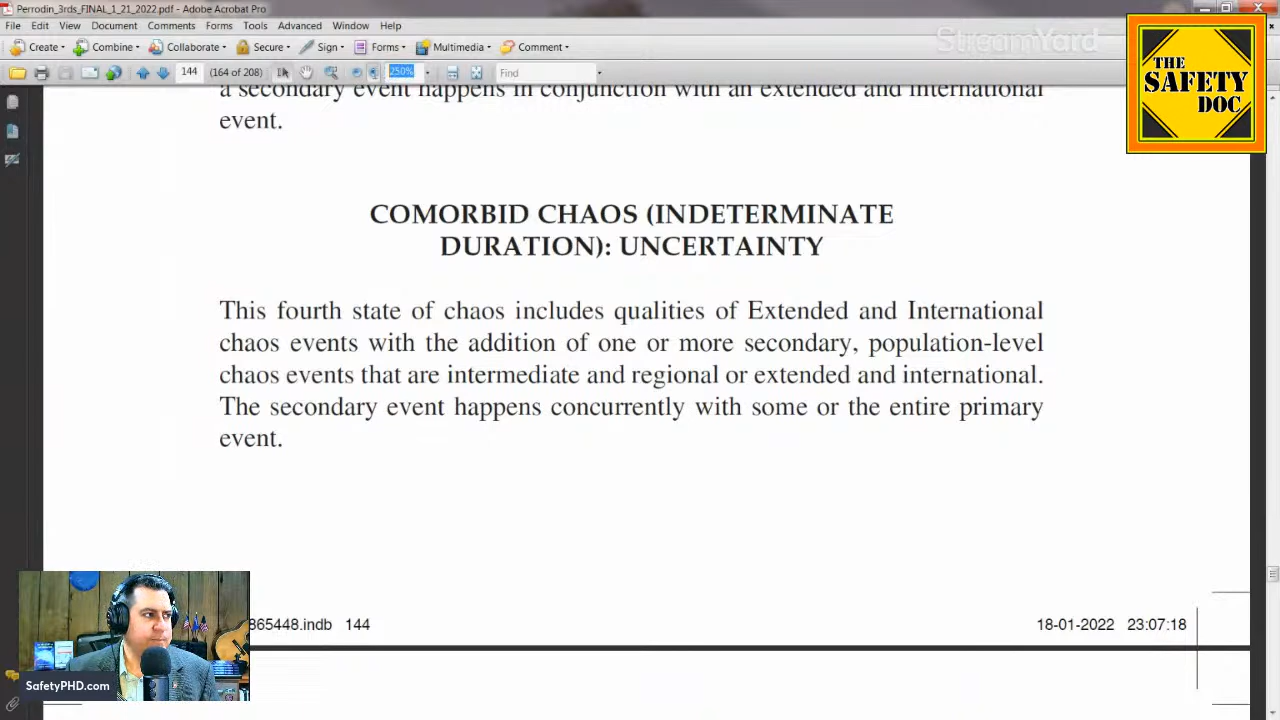 Perrodin_3rds_FINAL_1_21_2022.pdf - Adobe Acrobat Pro
File Edit View Document Comments Forms Tools Advanced Window Help
Create Combine Collaborate Secure Sign Forms Multimedia Comment
144 (164 of 208) 250% Find
StreamYard
THE
SAFETY
DOC
a secondary event happens in conjunction with an extended and international
event.
COMORBID CHAOS (INDETERMINATE
DURATION): UNCERTAINTY
This fourth state of chaos includes qualities of Extended and International
chaos events with the addition of one or more secondary, population-level
chaos events that are intermediate and regional or extended and international.
The secondary event happens concurrently with some or the entire primary
event.
865448.indb 144
18-01-2022 23:07:18
SafetyPHD.com